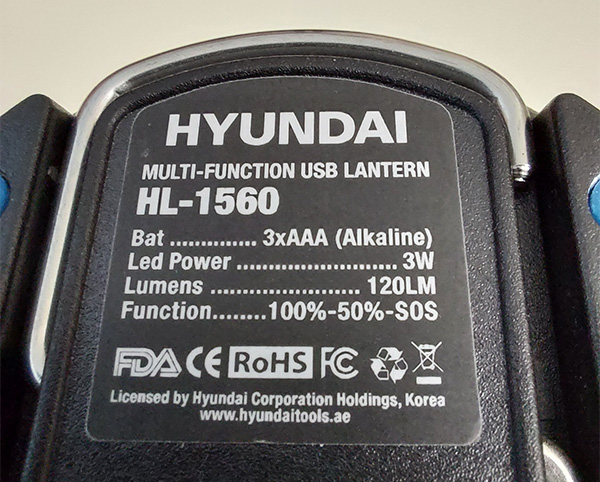 HYUNDAI
MULTI-FUNCTION USB LANTERN
HL-1560
Bat .............. 3xAAA (Alkaline)
Led Power ............................ 3W
Lumens ...................... 120LM
Function........100%-50%-SOS
FDA CE RoHS FC
Licensed by Hyundai Corporation Holdings, Korea
www.hyundaitools.ae